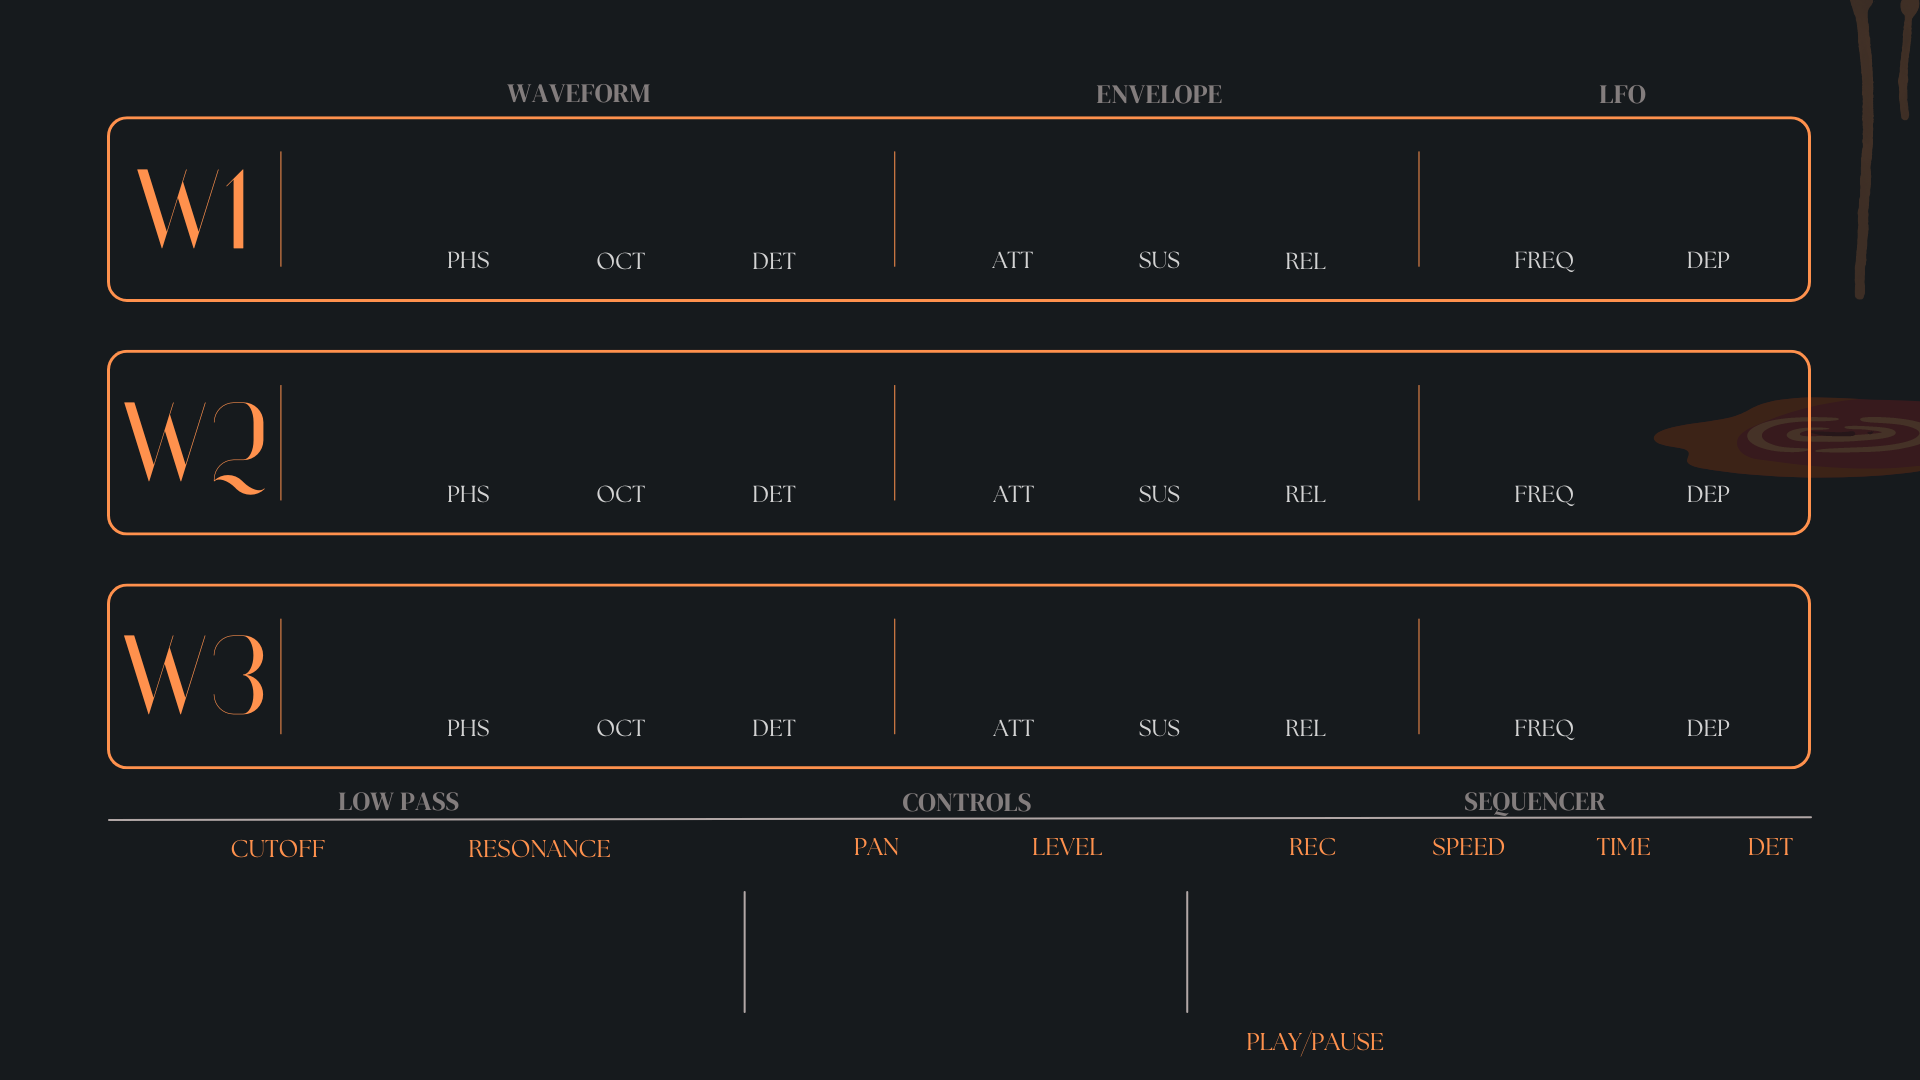 WAVEFORM ENVELOPE LFO
W1
PHS OCT DET ATT SUS REL FREQ DEP
W2
PHS OCT DET ATT SUS REL FREQ DEP
W3
PHS OCT DET ATT SUS REL FREQ DEP
LOW PASS CONTROLS SEQUENCER
CUTOFF RESONANCE PAN LEVEL REC SPEED TIME DET
PLAY/PAUSE